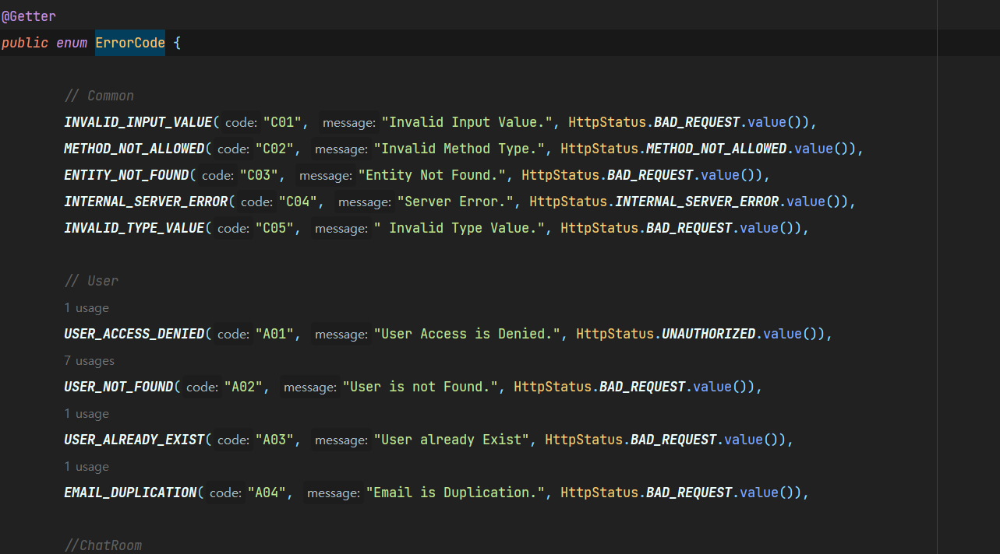 @Getter
public enum ErrorCode {
// Common
INVALID_INPUT_VALUE( code: "C01", message: "Invalid Input Value.", HttpStatus.BAD_REQUEST.value()),
METHOD_NOT_ALLOWED( code: "C02", message: "Invalid Method Type.", HttpStatus.METHOD_NOT_ALLOWED.value()),
ENTITY_NOT_FOUND( code: "C03", message: "Entity Not Found.", HttpStatus.BAD_REQUEST.value()),
INTERNAL_SERVER_ERROR( code: "C04", message: "Server Error.", HttpStatus.INTERNAL_SERVER_ERROR.value()),
INVALID_TYPE_VALUE( code: "C05", message: " Invalid Type Value.", HttpStatus.BAD_REQUEST.value()),
// User
1 usage
USER_ACCESS_DENIED( code: "A01", message: "User Access is Denied.", HttpStatus.UNAUTHORIZED.value()),
7 usages
USER_NOT_FOUND( code: "A02", message: "User is not Found.", HttpStatus.BAD_REQUEST.value()),
1 usage
USER_ALREADY_EXIST( code: "A03", message: "User already Exist", HttpStatus.BAD_REQUEST.value()),
1 usage
EMAIL_DUPLICATION( code: "A04", message: "Email is Duplication.", HttpStatus.BAD_REQUEST.value()),
//ChatRoom